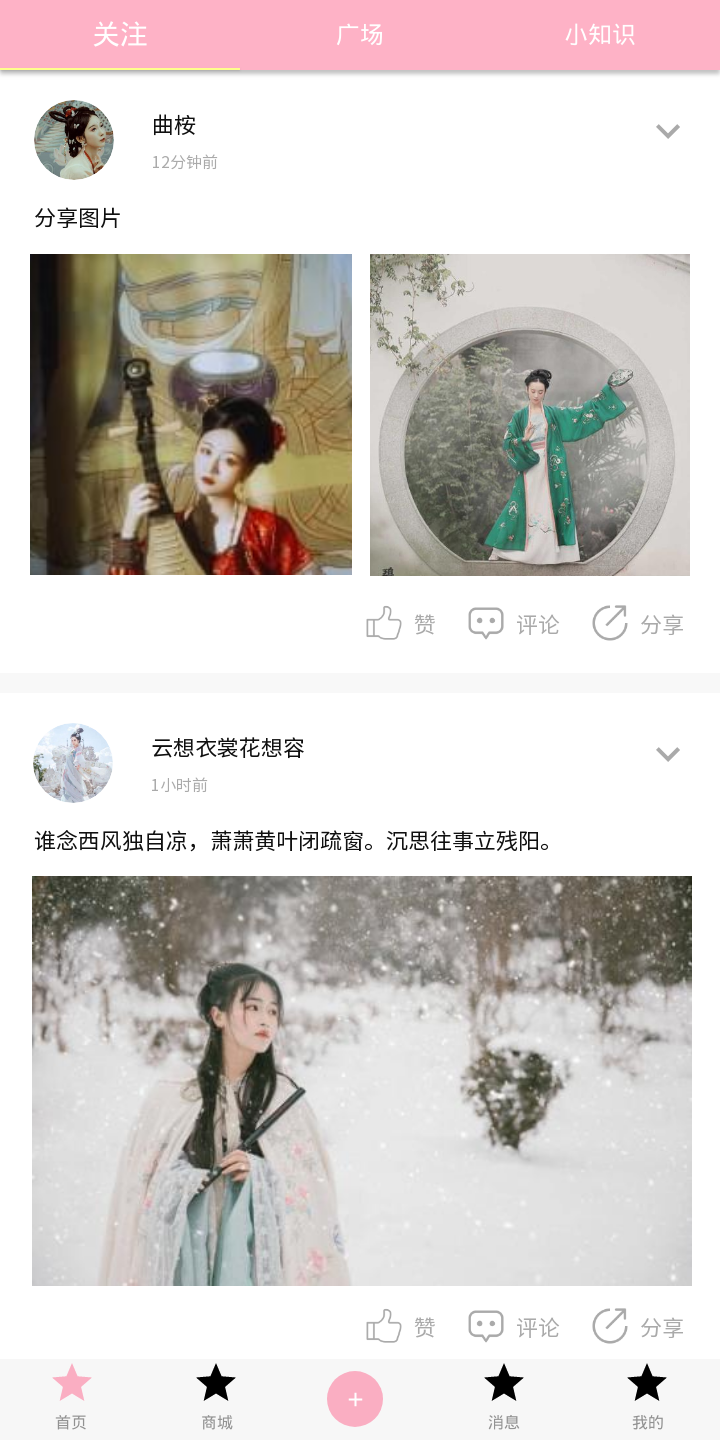 关注 广场 小知识
曲桉
12分钟前
分享图片
赞 评论 分享
云想衣裳花想容
1小时前
谁念西风独自凉，萧萧黄叶闭疏窗。沉思往事立残阳。
赞 评论 分享
首页 商城 + 消息 我的